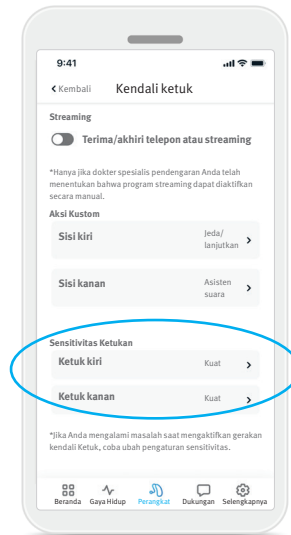 9:41
Kembali Kendali ketuk
Streaming
Terima/akhiri telepon atau streaming
*Hanya jika dokter spesialis pendengaran Anda telah
menentukan bahwa program streaming dapat diaktifkan
secara manual.
Aksi Kustom
Sisi kiri Jeda/
lanjutkan
Sisi kanan Asisten
suara
Sensitivitas Ketukan
Ketuk kiri Kuat
Ketuk kanan Kuat
*Jika Anda mengalami masalah saat mengaktifkan gerakan
kendali Ketuk, coba ubah pengaturan sensitivitas.
Beranda Gaya Hidup Perangkat Dukungan Selengkapnya